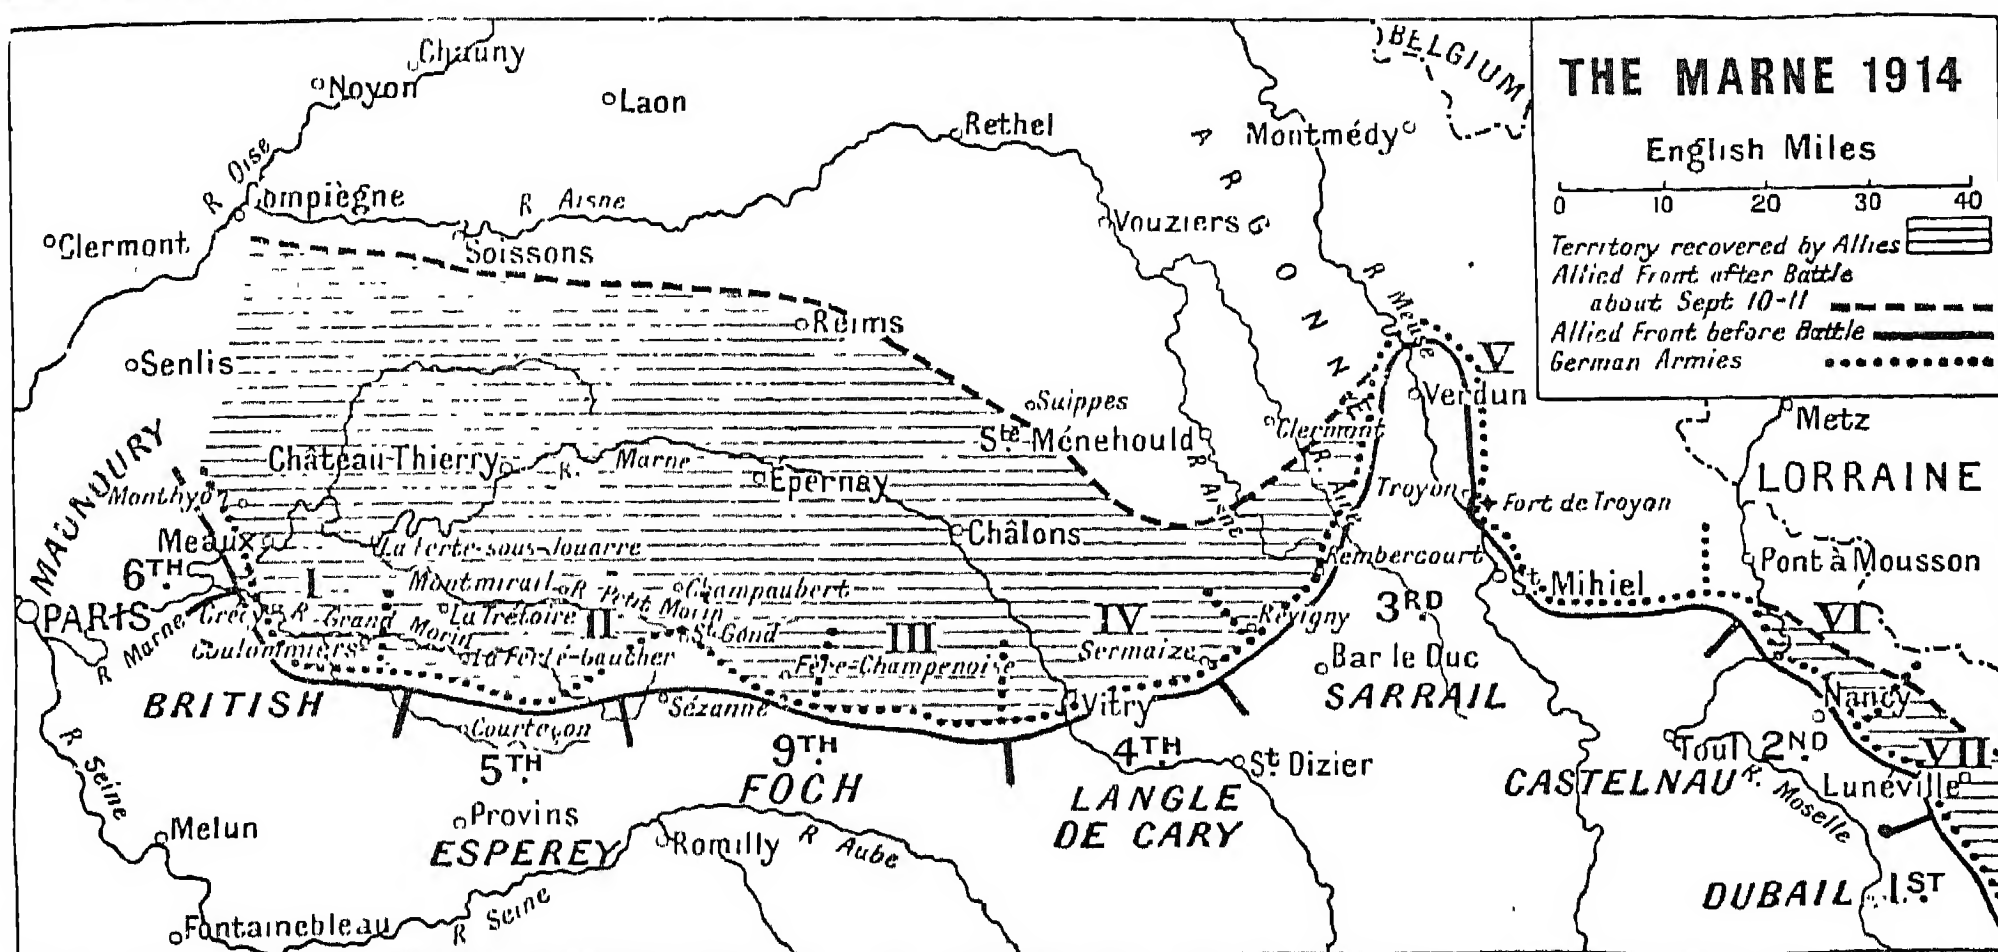 THE MARNE 1914
English Miles
0 10 20 30 40
Territory recovered by Allies
Allied Front after Battle
about Sept 10-11
Allied Front before Battle
German Armies
BELGIUM
Chauny
Noyon
Laon
Rethel
Montmédy
ARGONNE
R Oise
Compiègne
R Aisne
Vouziers
Clermont
Soissons
R Meuse
Reims
Senlis
V
Verdun
Suippes
Metz
Ste Ménehould
Clermont
LORRAINE
Château-Thierry
R. Marne
Épernay
R Aisne
R. Aire
MAUNOURY
Monthyon
Troyon
Fort de Troyon
Meaux
Châlons
La Ferté-sous-Jouarre
Rembercourt
Pont à Mousson
6TH
I
Montmirail
R Petit Morin
Champaubert
St Mihiel
PARIS
Crécy
R Grand Morin
La Trétoire
II
St Gond
III
IV
Revigny
3RD
VI
R Marne
Coulommiers
La Ferté-Gaucher
Fère-Champenoise
Sermaize
Bar le Duc
BRITISH
SARRAIL
Nancy
Sézanne
Vitry
Courtecon
5TH
9TH
4TH
St Dizier
Toul
2ND
VII
R Seine
FOCH
LANGLE
DE CARY
CASTELNAU
R. Moselle
Lunéville
Melun
Provins
ESPEREY
Romilly
R Aube
DUBAIL
1ST
Fontainebleau
R Seine